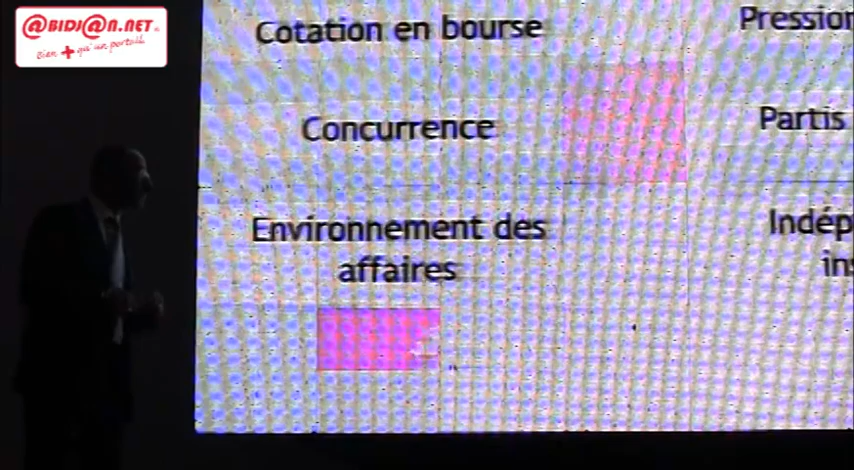 @BIDJ@N.NET
bien + qu'un portail
Cotation en bourse
Concurrence
Environnement des
affaires
Pression
Partis
Indép
ins